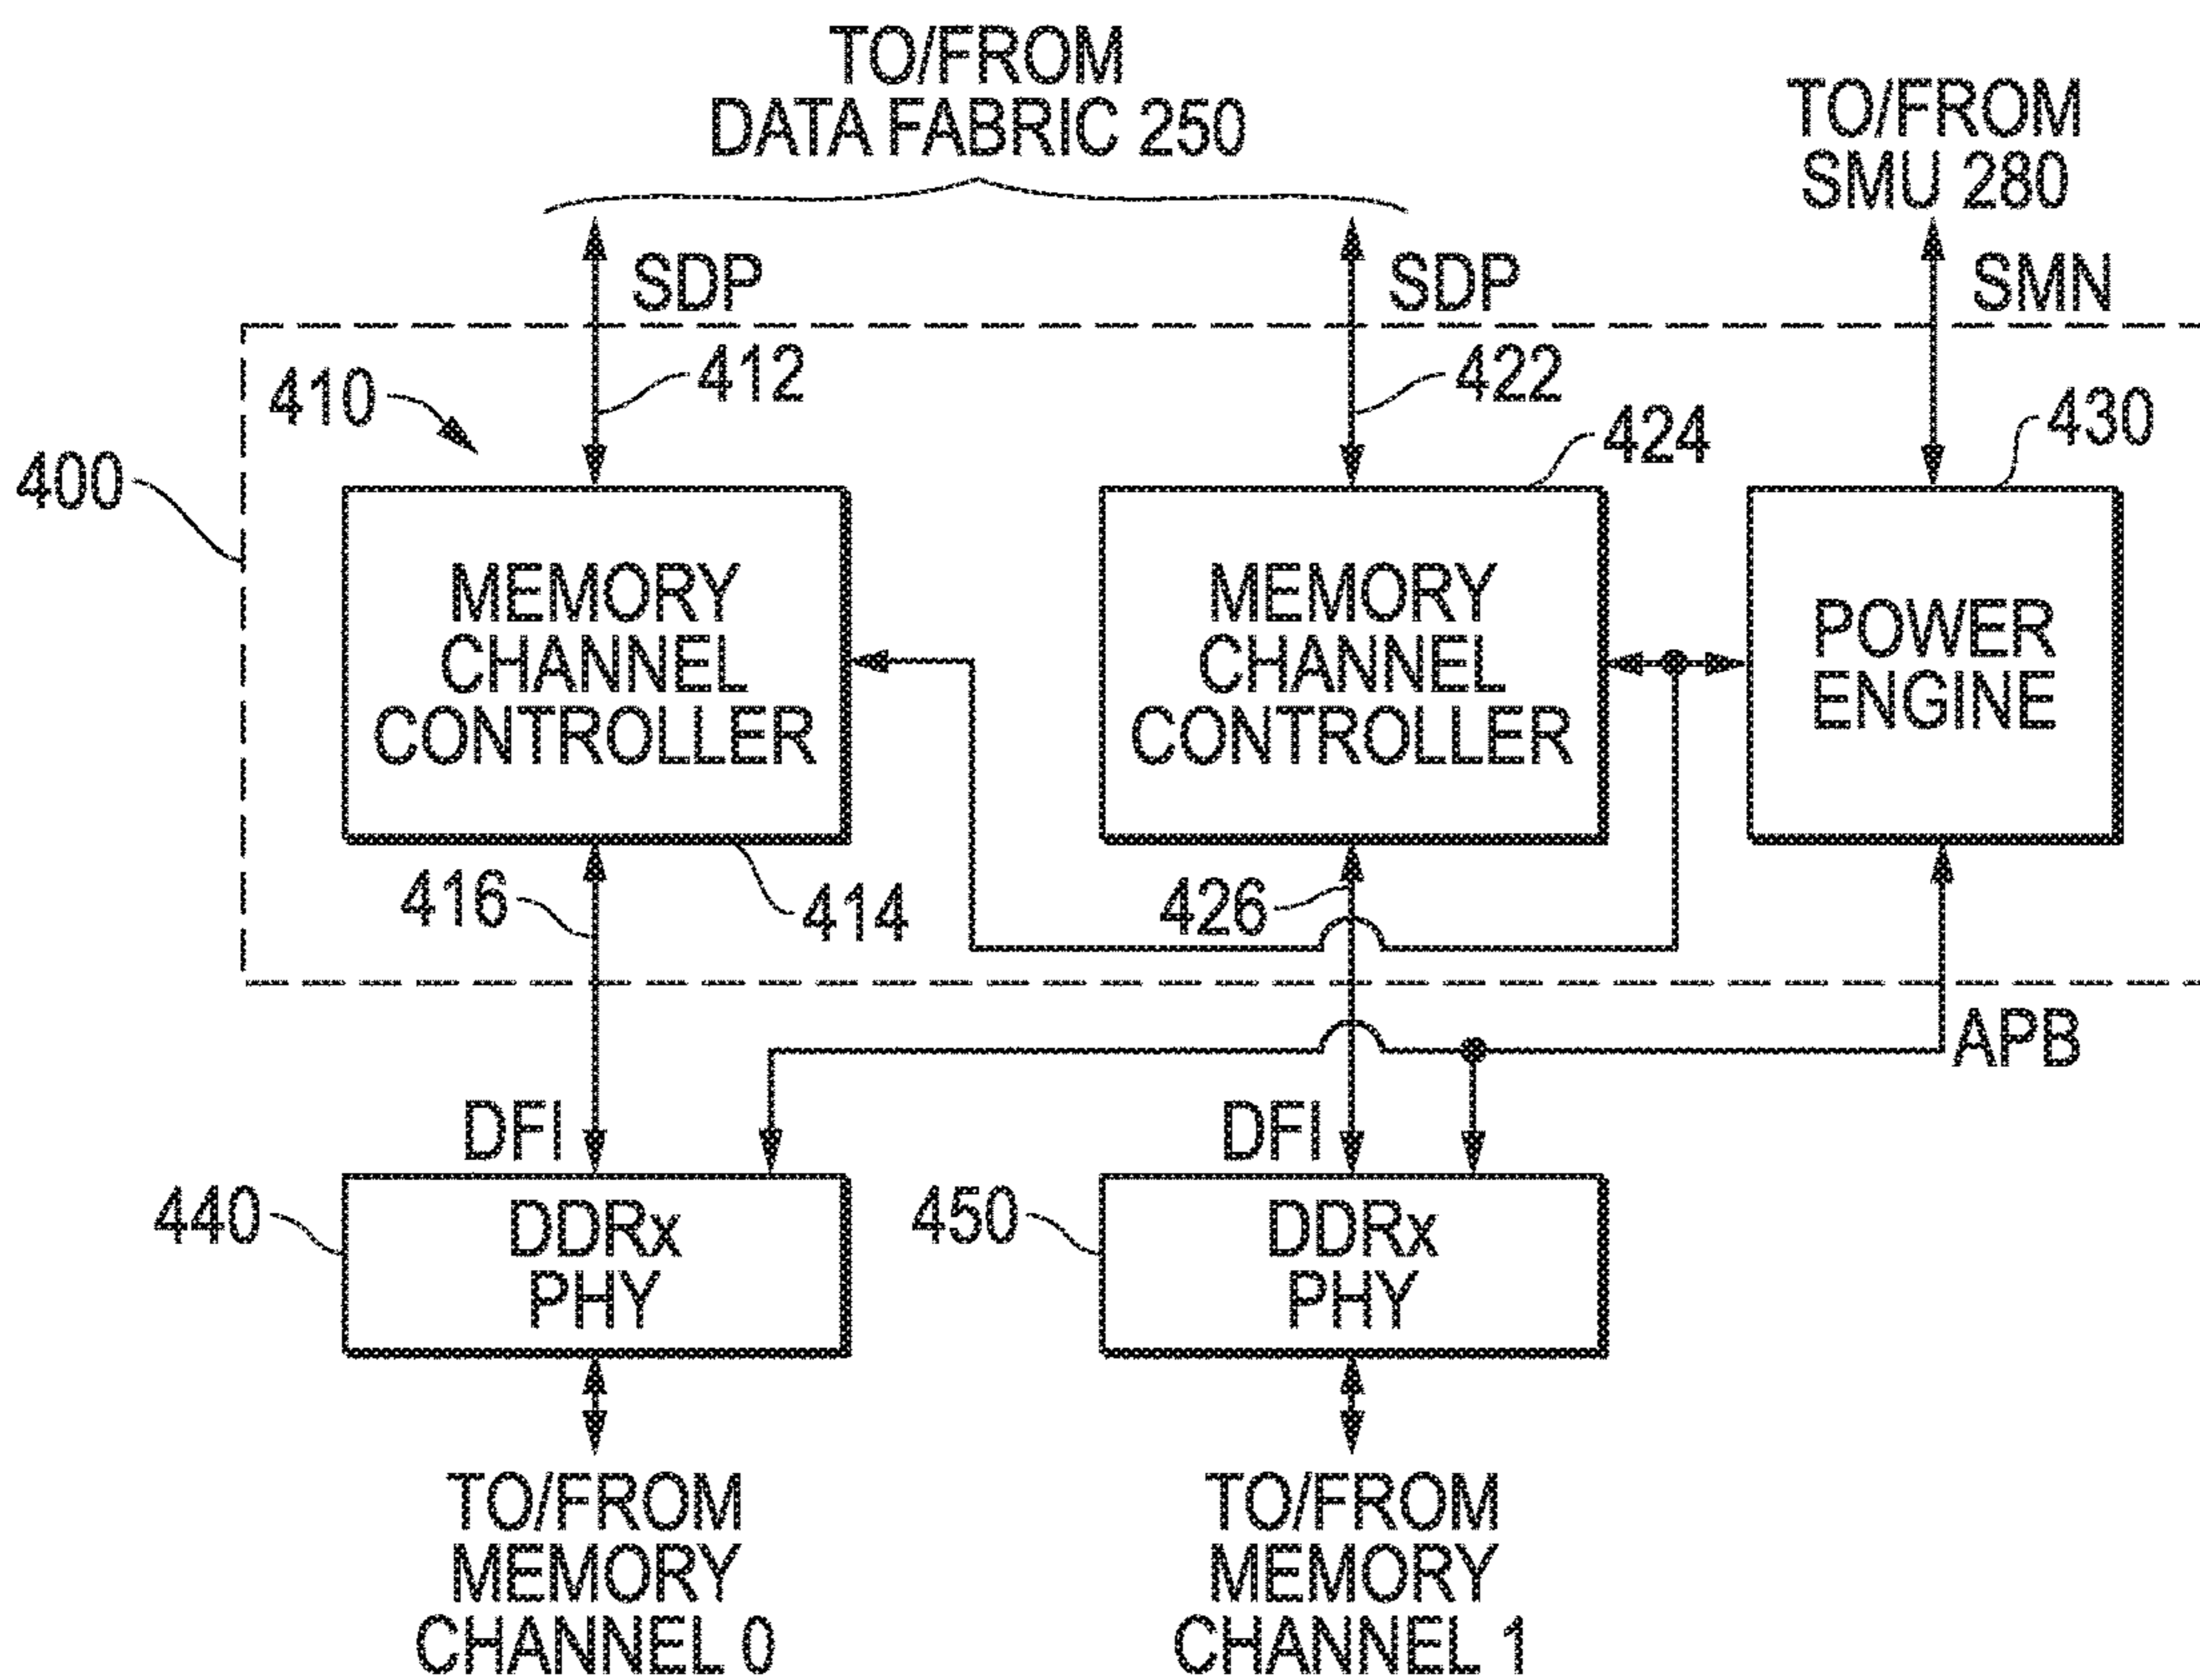 TO/FROM
DATA FABRIC 250
TO/FROM
SMU 280
SDP
SDP
SMN
412
422
410
424
430
400
MEMORY
CHANNEL
CONTROLLER
MEMORY
CHANNEL
CONTROLLER
POWER
ENGINE
416
414
426
APB
DFI
DFI
440
DDRx
PHY
450
DDRx
PHY
TO/FROM
MEMORY
CHANNEL 0
TO/FROM
MEMORY
CHANNEL 1